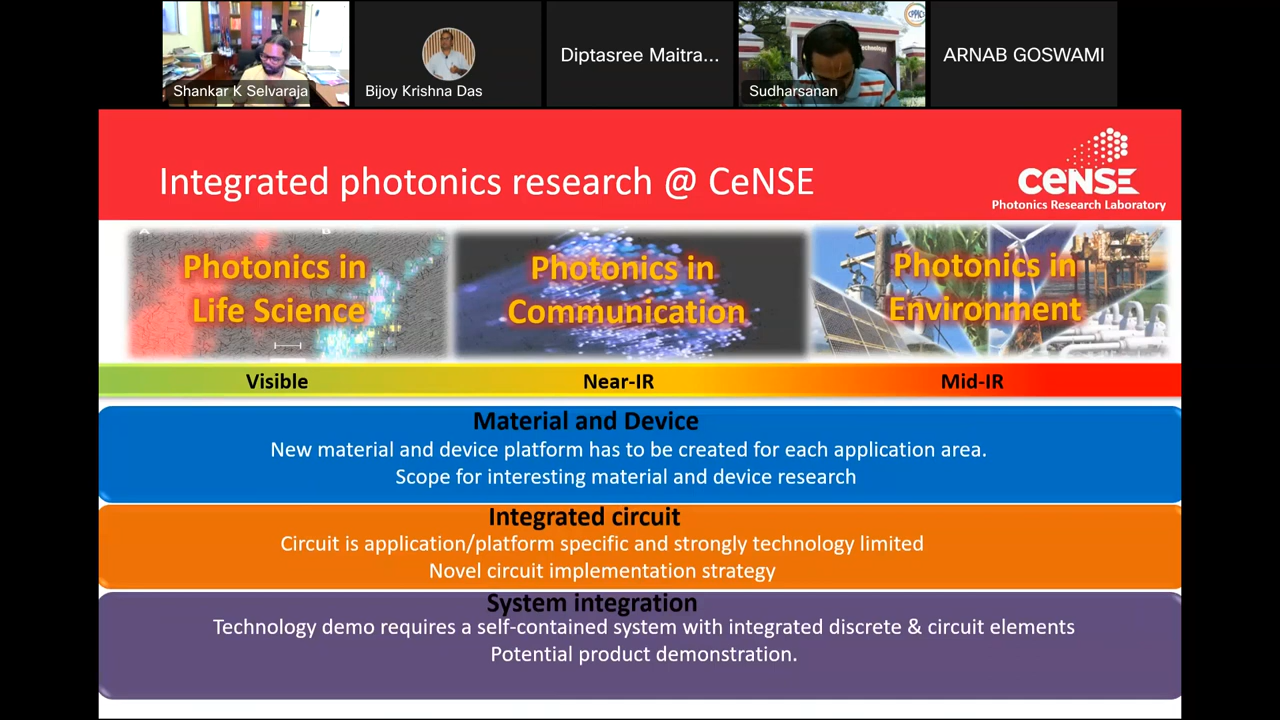 Shankar K Selvaraja
Bijoy Krishna Das
Diptasree Maitra...
Sudharsanan
ARNAB GOSWAMI
CPPICS
Technology
Integrated photonics research @ CeNSE
CeNSE
Photonics Research Laboratory
A
B
Photonics in
Life Science
Photonics in
Communication
Photonics in
Environment
Visible
Near-IR
Mid-IR
Material and Device
New material and device platform has to be created for each application area.
Scope for interesting material and device research
Integrated circuit
Circuit is application/platform specific and strongly technology limited
Novel circuit implementation strategy
System integration
Technology demo requires a self-contained system with integrated discrete & circuit elements
Potential product demonstration.